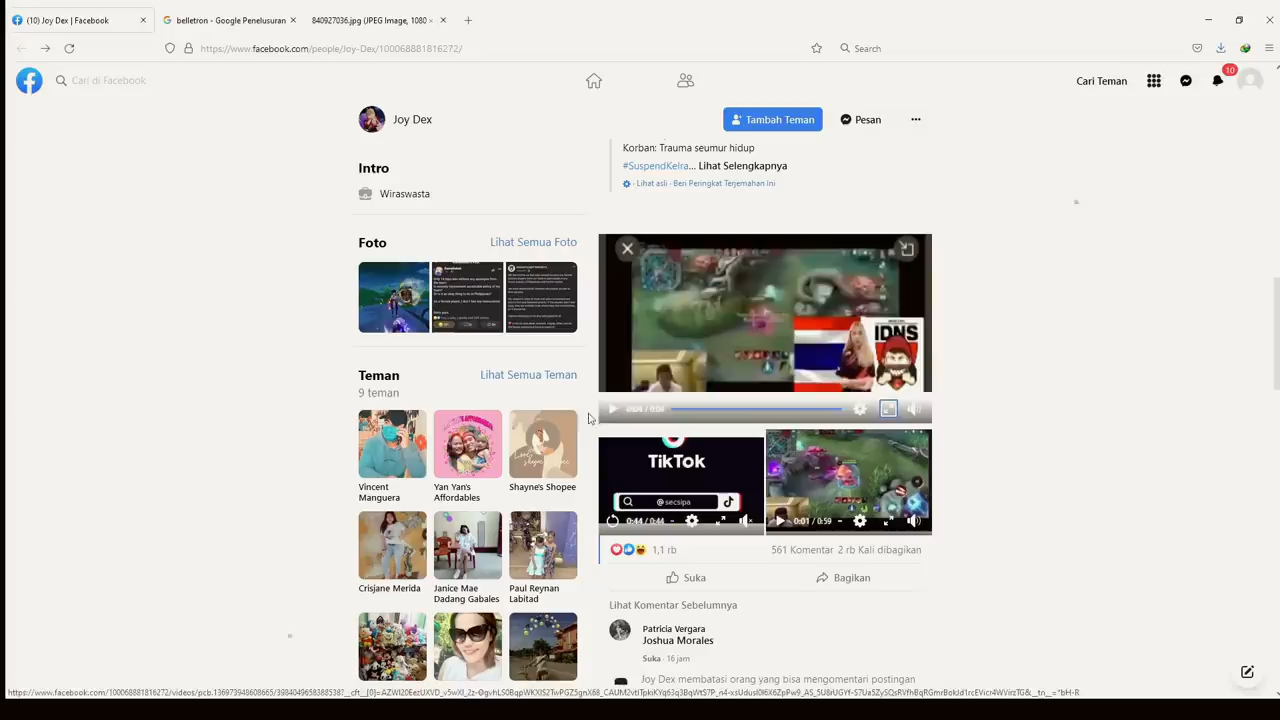 (10) Joy Dex | Facebook
belletron - Google Penelusuran
840927036.jpg (JPEG Image, 1080 ×
https://www.facebook.com/people/Joy-Dex/100068881816272/
Search
Cari di Facebook
Cari Teman
10
Joy Dex
Tambah Teman
Pesan
Intro
Wiraswasta
Foto
Lihat Semua Foto
Teman
Lihat Semua Teman
9 teman
Vincent
Manguera
Yan Yan's
Affordables
Shayne's Shopee
Crisjane Merida
Janice Mae
Dadang Gabales
Paul Reynan
Labitad
Korban: Trauma seumur hidup
#SuspendKeIra... Lihat Selengkapnya
Lihat asli · Beri Peringkat Terjemahan Ini
IDNS
0:04 / 0:04
TikTok
@secsipa
0:44 / 0:44
0:01 / 0:59
1,1 rb
561 Komentar 2 rb Kali dibagikan
Suka
Bagikan
Lihat Komentar Sebelumnya
Patricia Vergara
Joshua Morales
Suka · 16 jam
Joy Dex membatasi orang yang bisa mengomentari postingan